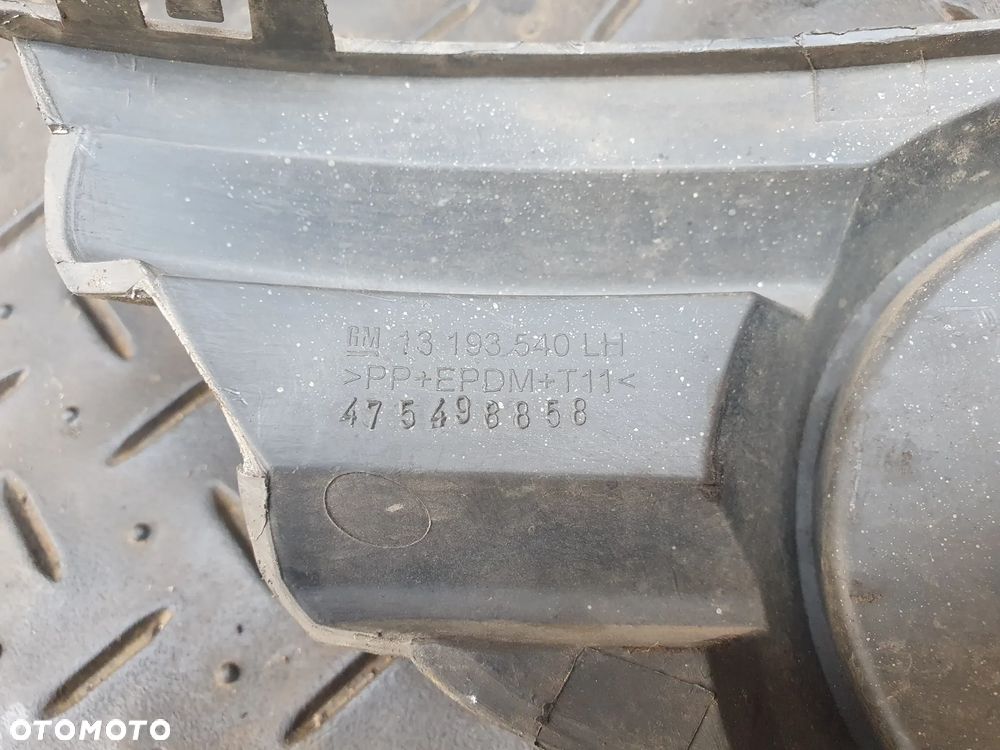 GM 13 193 540 LH
>PP+EPDM+T11<
475498858
OTOMOTO